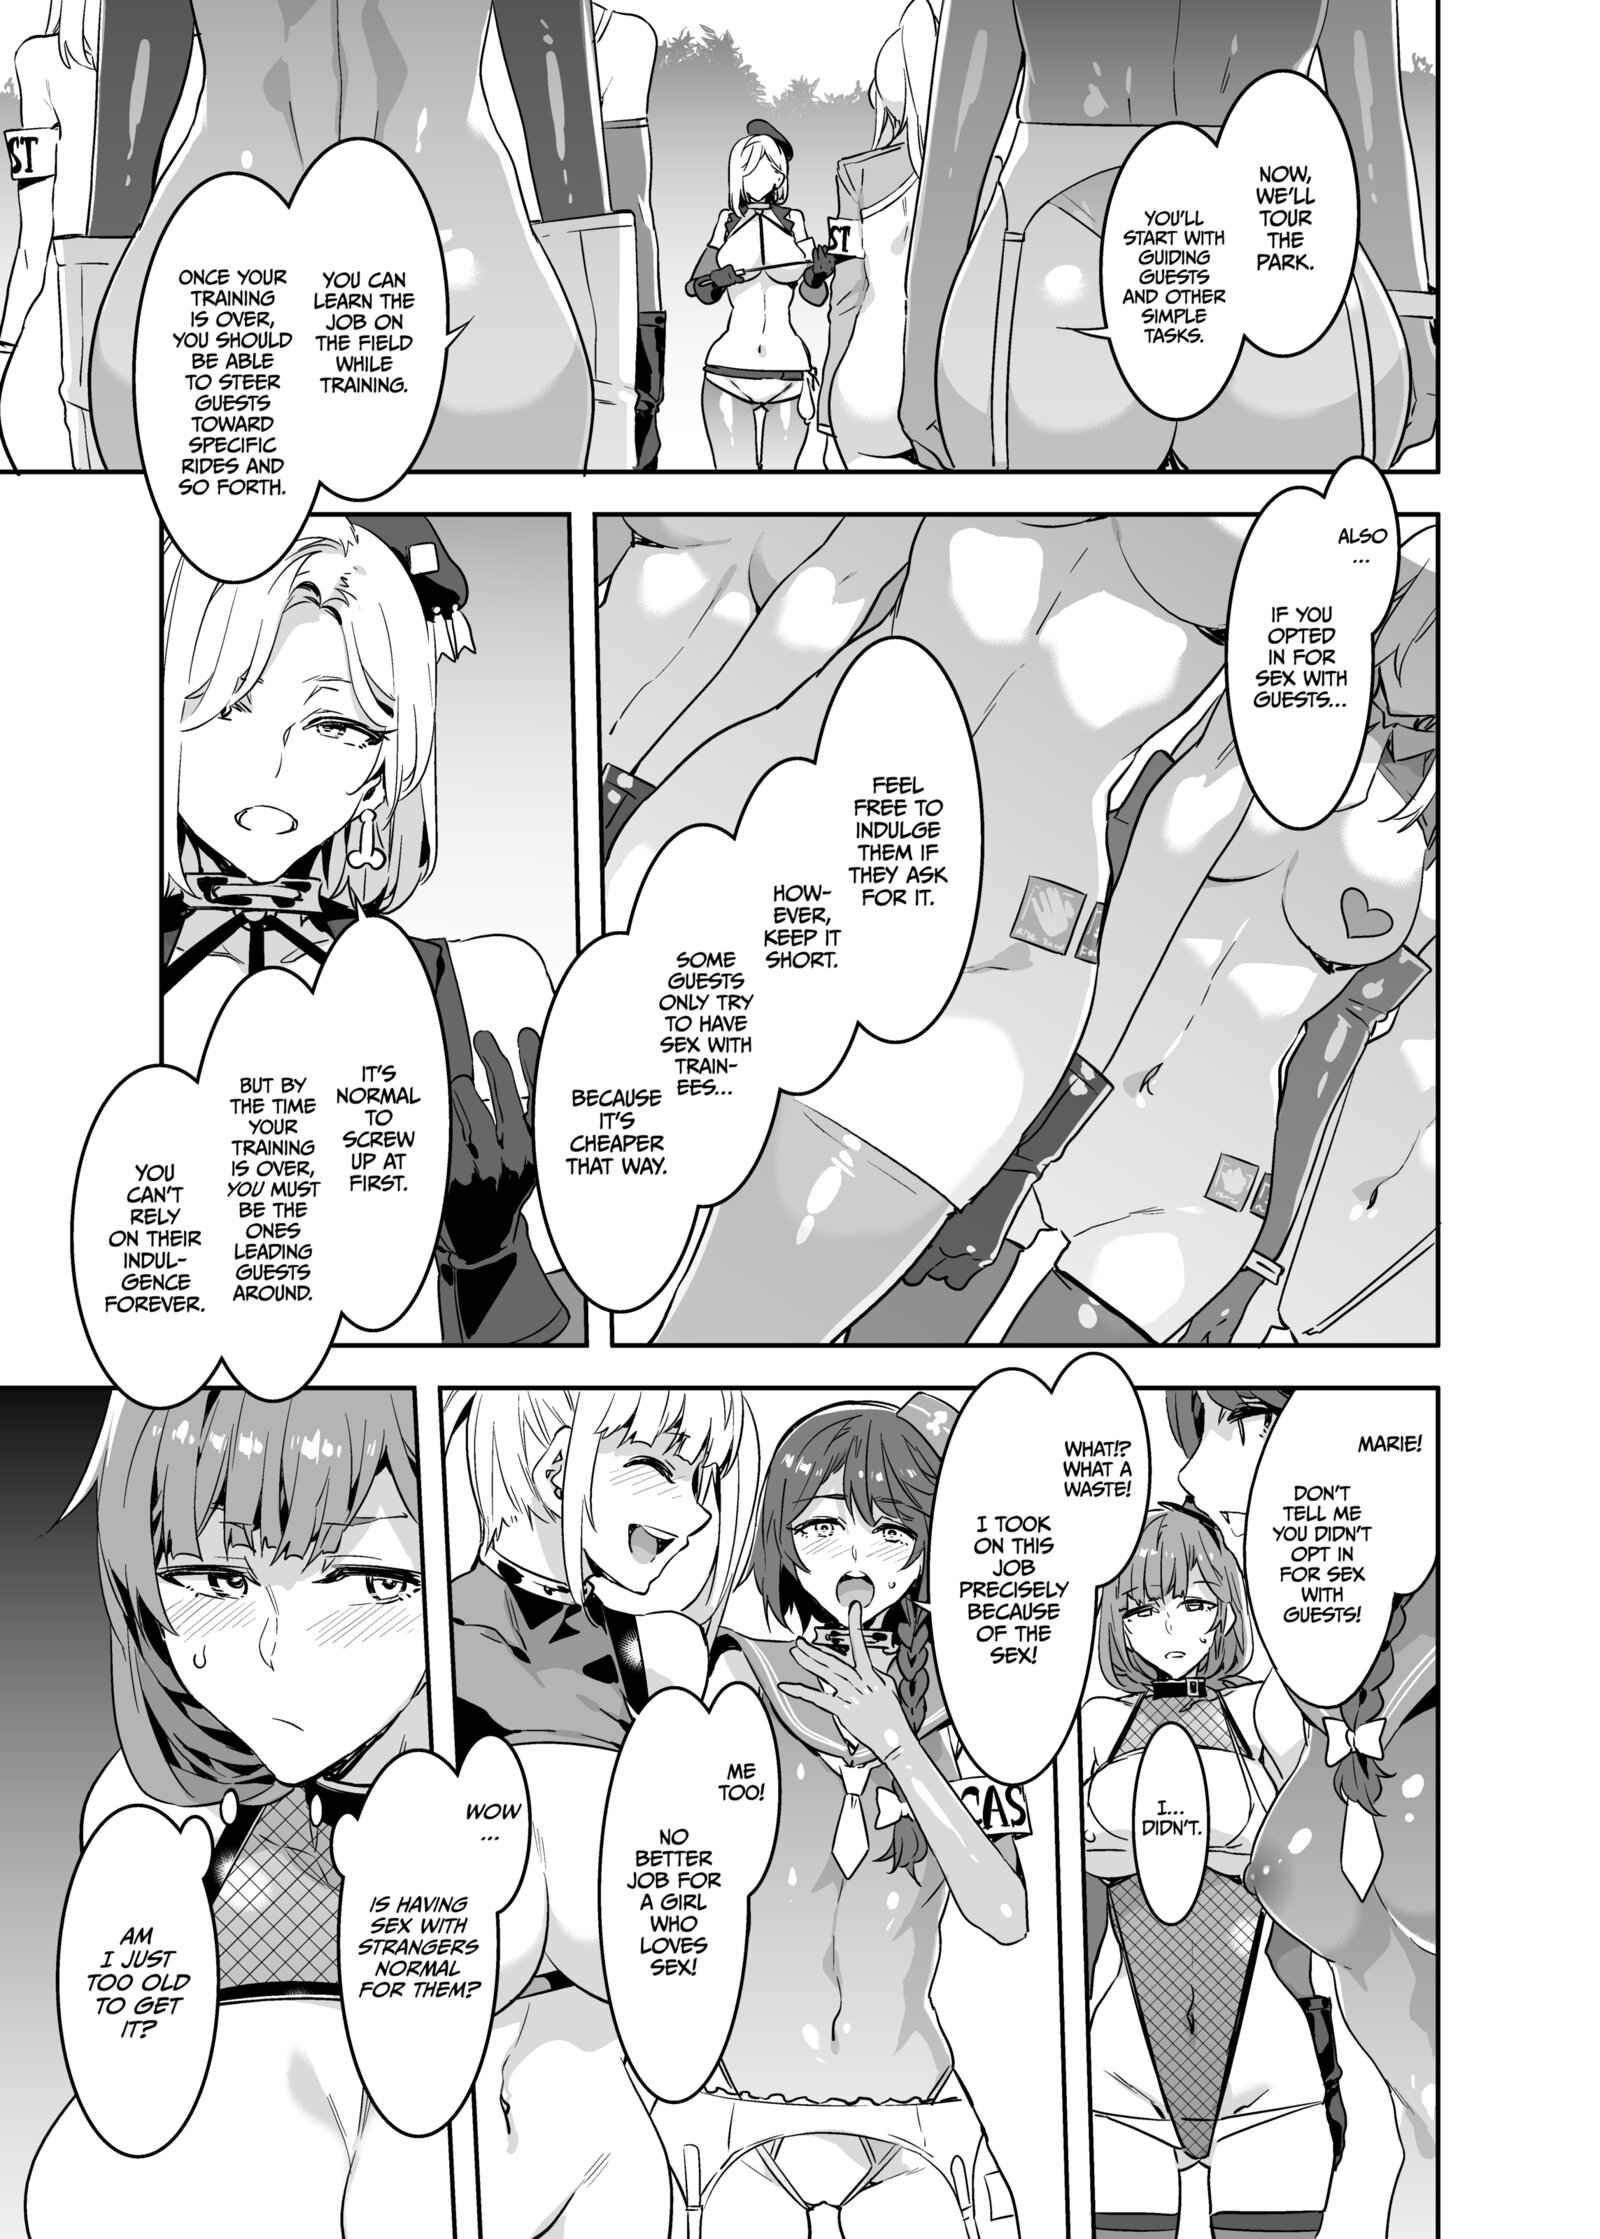 NOW,
WE'LL
TOUR
THE
PARK.
YOU'LL
START WITH
GUIDING
GUESTS
AND OTHER
SIMPLE
TASKS.
ST
ST
YOU CAN
LEARN THE
JOB ON
THE FIELD
WHILE
TRAINING.
ONCE YOUR
TRAINING
IS OVER,
YOU SHOULD
BE ABLE
TO STEER
GUESTS
TOWARD
SPECIFIC
RIDES AND
SO FORTH.
ALSO
...
IF YOU
OPTED
IN FOR
SEX WITH
GUESTS...
FEEL
FREE TO
INDULGE
THEM IF
THEY ASK
FOR IT.
HOW-
EVER,
KEEP IT
SHORT.
SOME
GUESTS
ONLY TRY
TO HAVE
SEX WITH
TRAIN-
EES...
BECAUSE
IT'S
CHEAPER
THAT WAY.
IT'S
NORMAL
TO
SCREW
UP AT
FIRST.
BUT BY
THE TIME
YOUR
TRAINING
IS OVER,
YOU MUST
BE THE
ONES
LEADING
GUESTS
AROUND.
YOU
CAN'T
RELY
ON THEIR
INDUL-
GENCE
FOREVER.
MARIE!
DON'T
TELL ME
YOU DIDN'T
OPT IN
FOR SEX
WITH
GUESTS!
I...
DIDN'T.
WHAT!?
WHAT A
WASTE!
I TOOK
ON THIS
JOB
PRECISELY
BECAUSE
OF THE
SEX!
CAS
ME
TOO!
NO
BETTER
JOB FOR
A GIRL
WHO
LOVES
SEX!
WOW
...
IS HAVING
SEX WITH
STRANGERS
NORMAL
FOR THEM?
AM
I JUST
TOO OLD
TO GET
IT?